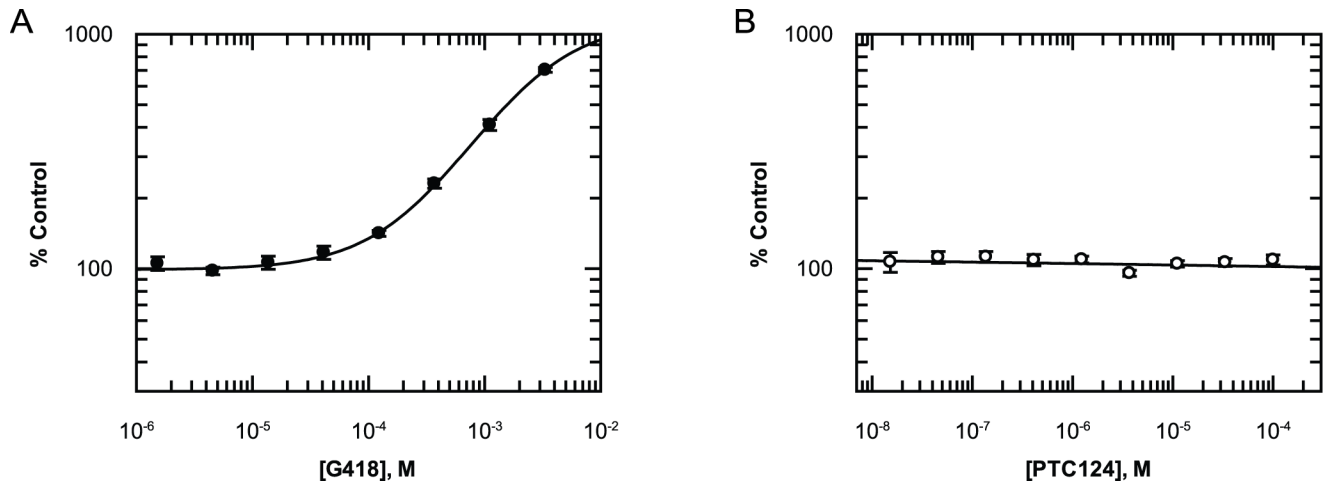 A
1000
100
% Control
10⁻⁶ 10⁻⁵ 10⁻⁴ 10⁻³ 10⁻²
[G418], M
B
1000
100
% Control
10⁻⁸ 10⁻⁷ 10⁻⁶ 10⁻⁵ 10⁻⁴
[PTC124], M